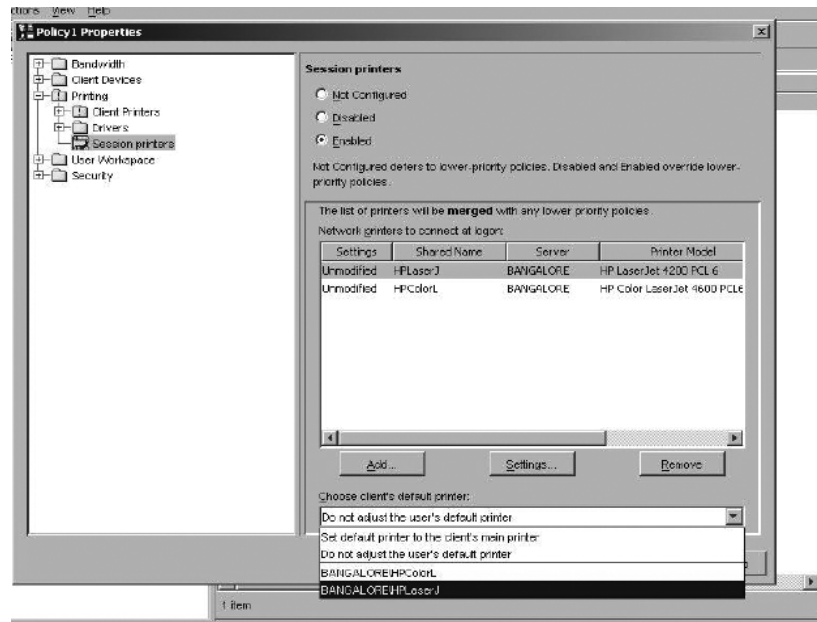 ctions View Help
Policy1 Properties
Bandwidth
Client Devices
Printing
Client Printers
Drivers
Session printers
User Workspace
Security
Session printers
Not Configured
Disabled
Enabled
Not Configured defers to lower-priority policies. Disabled and Enabled override lower-
priority policies.
The list of printers will be merged with any lower priority policies.
Network printers to connect at logon:
Settings Shared Name Server Printer Model
Unmodified HPLaserJ BANGALORE HP LaserJet 4200 PCL 6
Unmodified HPColorL BANGALORE HP Color LaserJet 4600 PCL6
Add... Settings... Remove
Choose client's default printer:
Do not adjust the user's default printer
Set default printer to the client's main printer
Do not adjust the user's default printer
BANGALORE\HPColorL
BANGALORE\HPLaserJ
1 item